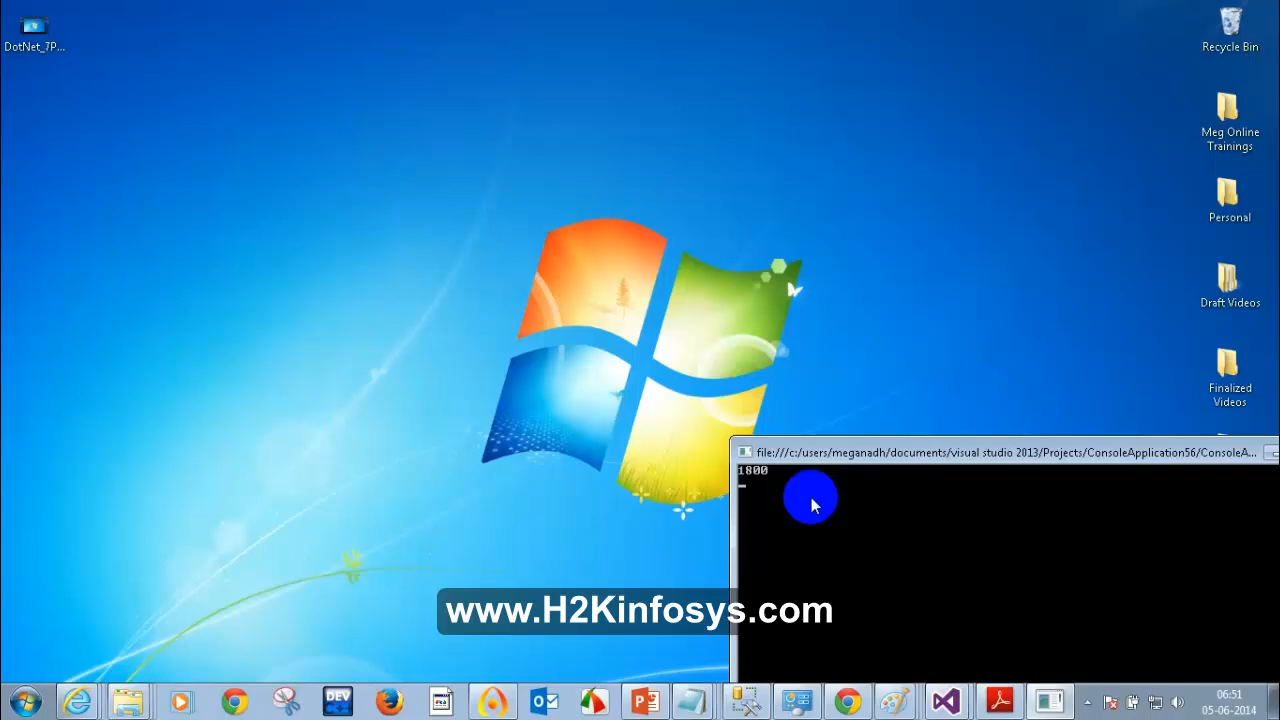 DotNet_7P...
Recycle Bin
Meg Online
Trainings
Personal
Draft Videos
Finalized
Videos
file:///c:/users/meganadh/documents/visual studio 2013/Projects/ConsoleApplication56/ConsoleA...
1800
www.H2Kinfosys.com
DEV
06:51
05-06-2014